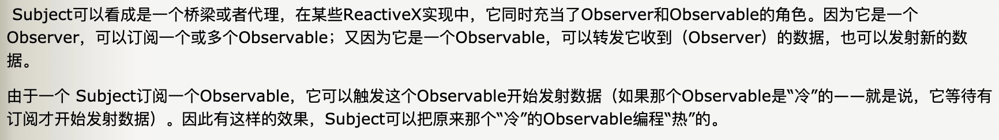 Subject可以看成是一个桥梁或者代理，在某些ReactiveX实现中，它同时充当了Observer和Observable的角色。因为它是一个
Observer，可以订阅一个或多个Observable；又因为它是一个Observable，可以转发它收到（Observer）的数据，也可以发射新的数
据。
由于一个 Subject订阅一个Observable，它可以触发这个Observable开始发射数据（如果那个Observable是“冷”的——就是说，它等待有
订阅才开始发射数据）。因此有这样的效果，Subject可以把原来那个“冷”的Observable编程“热”的。